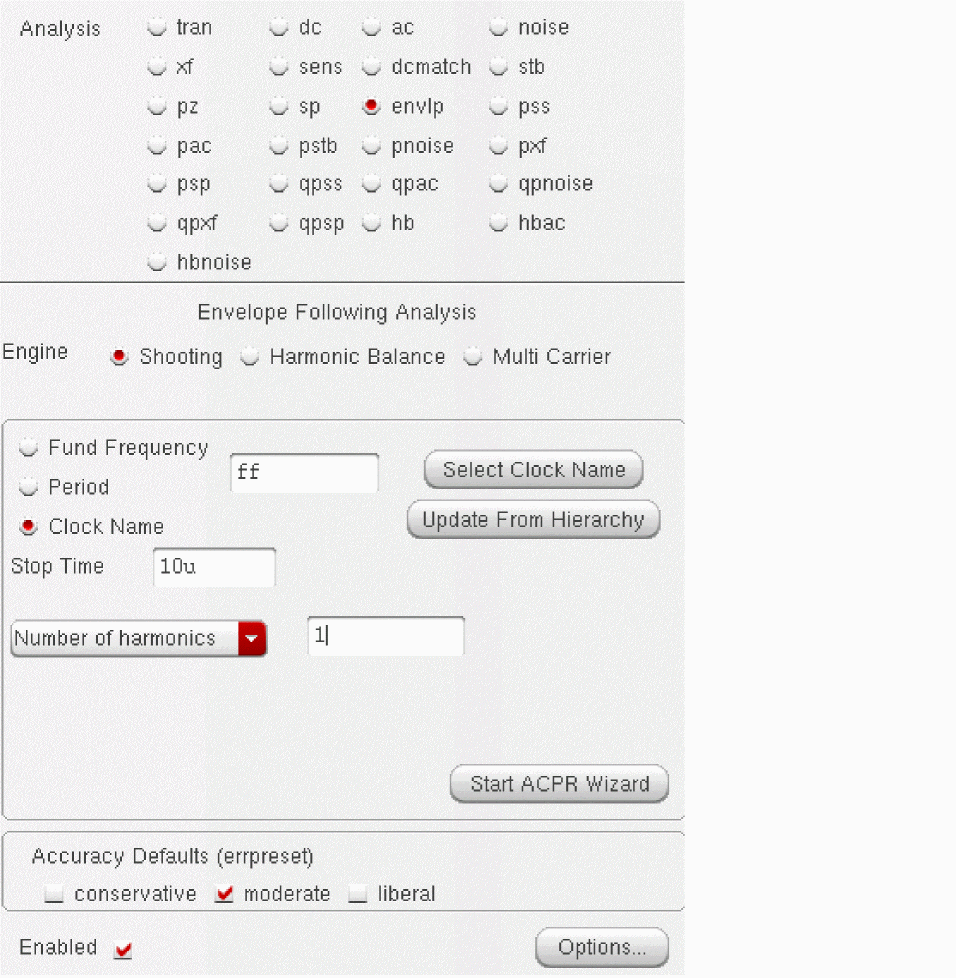 Analysis tran dc ac noise
xf sens dcmatch stb
pz sp envlp pss
pac pstb pnoise pxf
psp qpss qpac qpnoise
qpxf qpsp hb hbac
hbnoise
Envelope Following Analysis
Engine Shooting Harmonic Balance Multi Carrier
Fund Frequency
ff Select Clock Name
Period
Update From Hierarchy
Clock Name
Stop Time 10u
Number of harmonics 1
Start ACPR Wizard
Accuracy Defaults (errpreset)
conservative moderate liberal
Enabled Options...